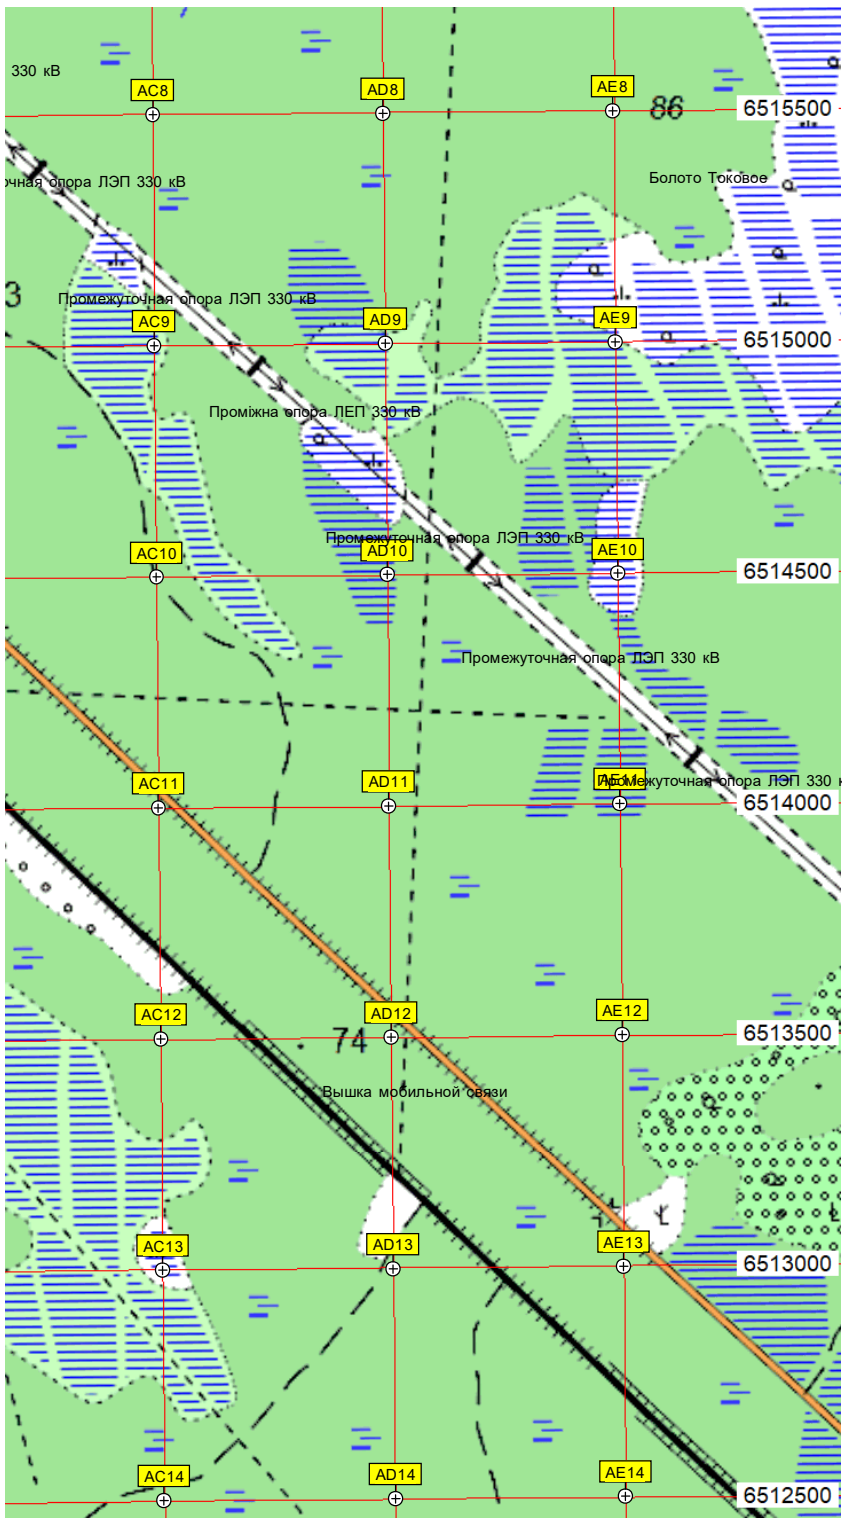 330 кВ
AC8
AD8
AE8
86
6515500
очная опора ЛЭП 330 кВ
Болото Токовое
3
Промежуточная опора ЛЭП 330 кВ
AC9
AD9
AE9
6515000
Проміжна опора ЛЕП 330 кВ
Промежуточная опора ЛЭП 330 кВ
AC10
AD10
AE10
6514500
Промежуточная опора ЛЭП 330 кВ
AC11
AD11
AE11
Промежуточная опора ЛЭП 330 к
6514000
AC12
AD12
AE12
6513500
74
Вышка мобильной связи
AC13
AD13
AE13
6513000
AC14
AD14
AE14
6512500